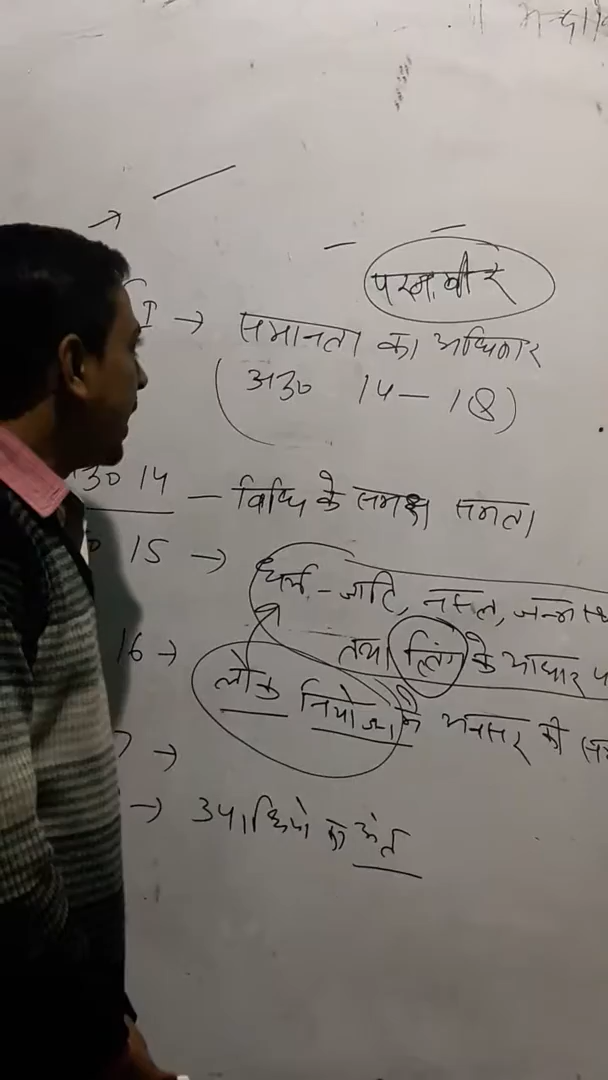 परमवीर
I → समानता का अधिकार
(अनु० 14 – 18)
अनु० 14 – विधि के समक्ष समता
15 → धर्म - जाति, नस्ल, जन्म
तथा लिंग के आधार प
16 → लोक नियोजन में अवसर की
→
→ उपाधियो का अंत